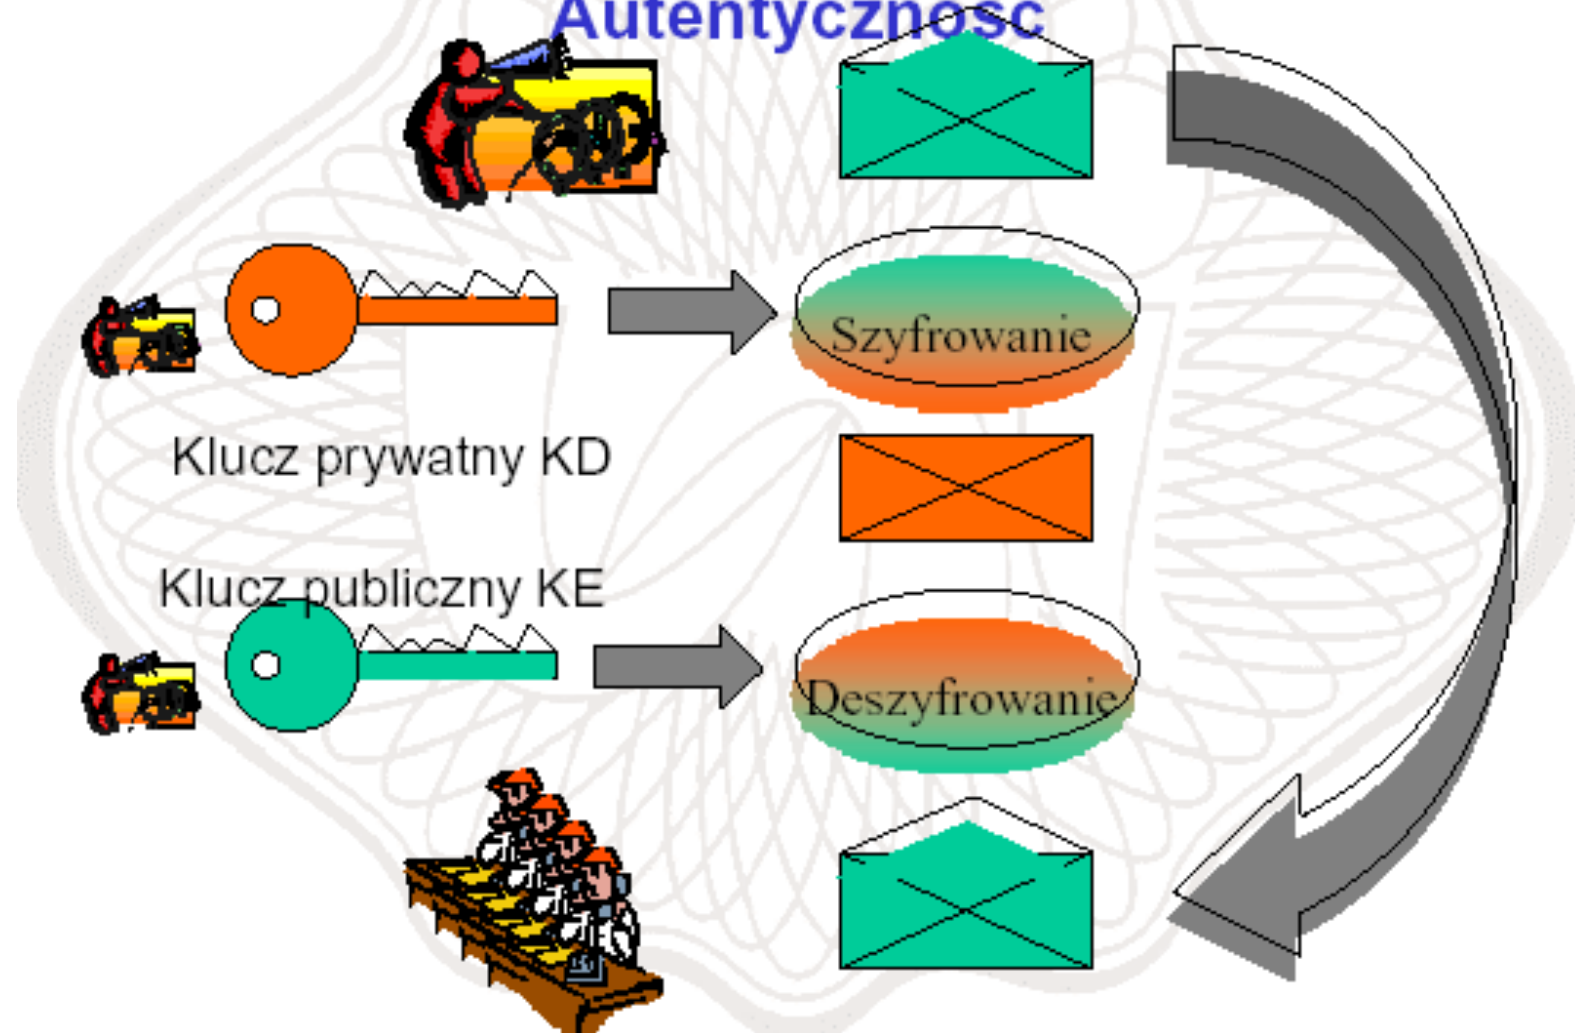 Autentyczność
Szyfrowanie
Klucz prywatny KD
Klucz publiczny KE
Deszyfrowanie